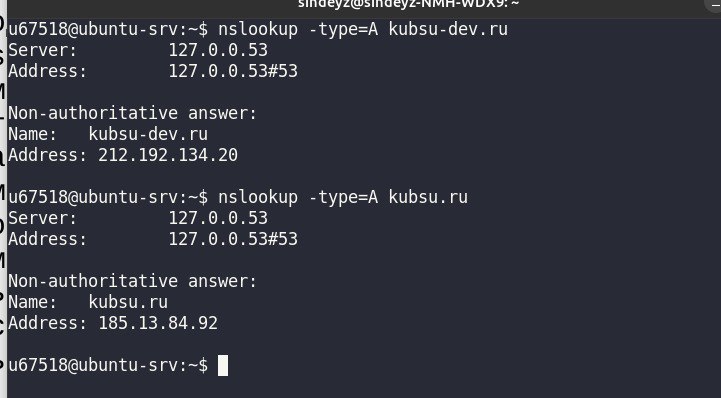 sindeyz@sindeyz-NMH-WDX9: ~
u67518@ubuntu-srv:~$ nslookup -type=A kubsu-dev.ru
Server:         127.0.0.53
Address:        127.0.0.53#53

Non-authoritative answer:
Name:   kubsu-dev.ru
Address: 212.192.134.20

u67518@ubuntu-srv:~$ nslookup -type=A kubsu.ru
Server:         127.0.0.53
Address:        127.0.0.53#53

Non-authoritative answer:
Name:   kubsu.ru
Address: 185.13.84.92

u67518@ubuntu-srv:~$